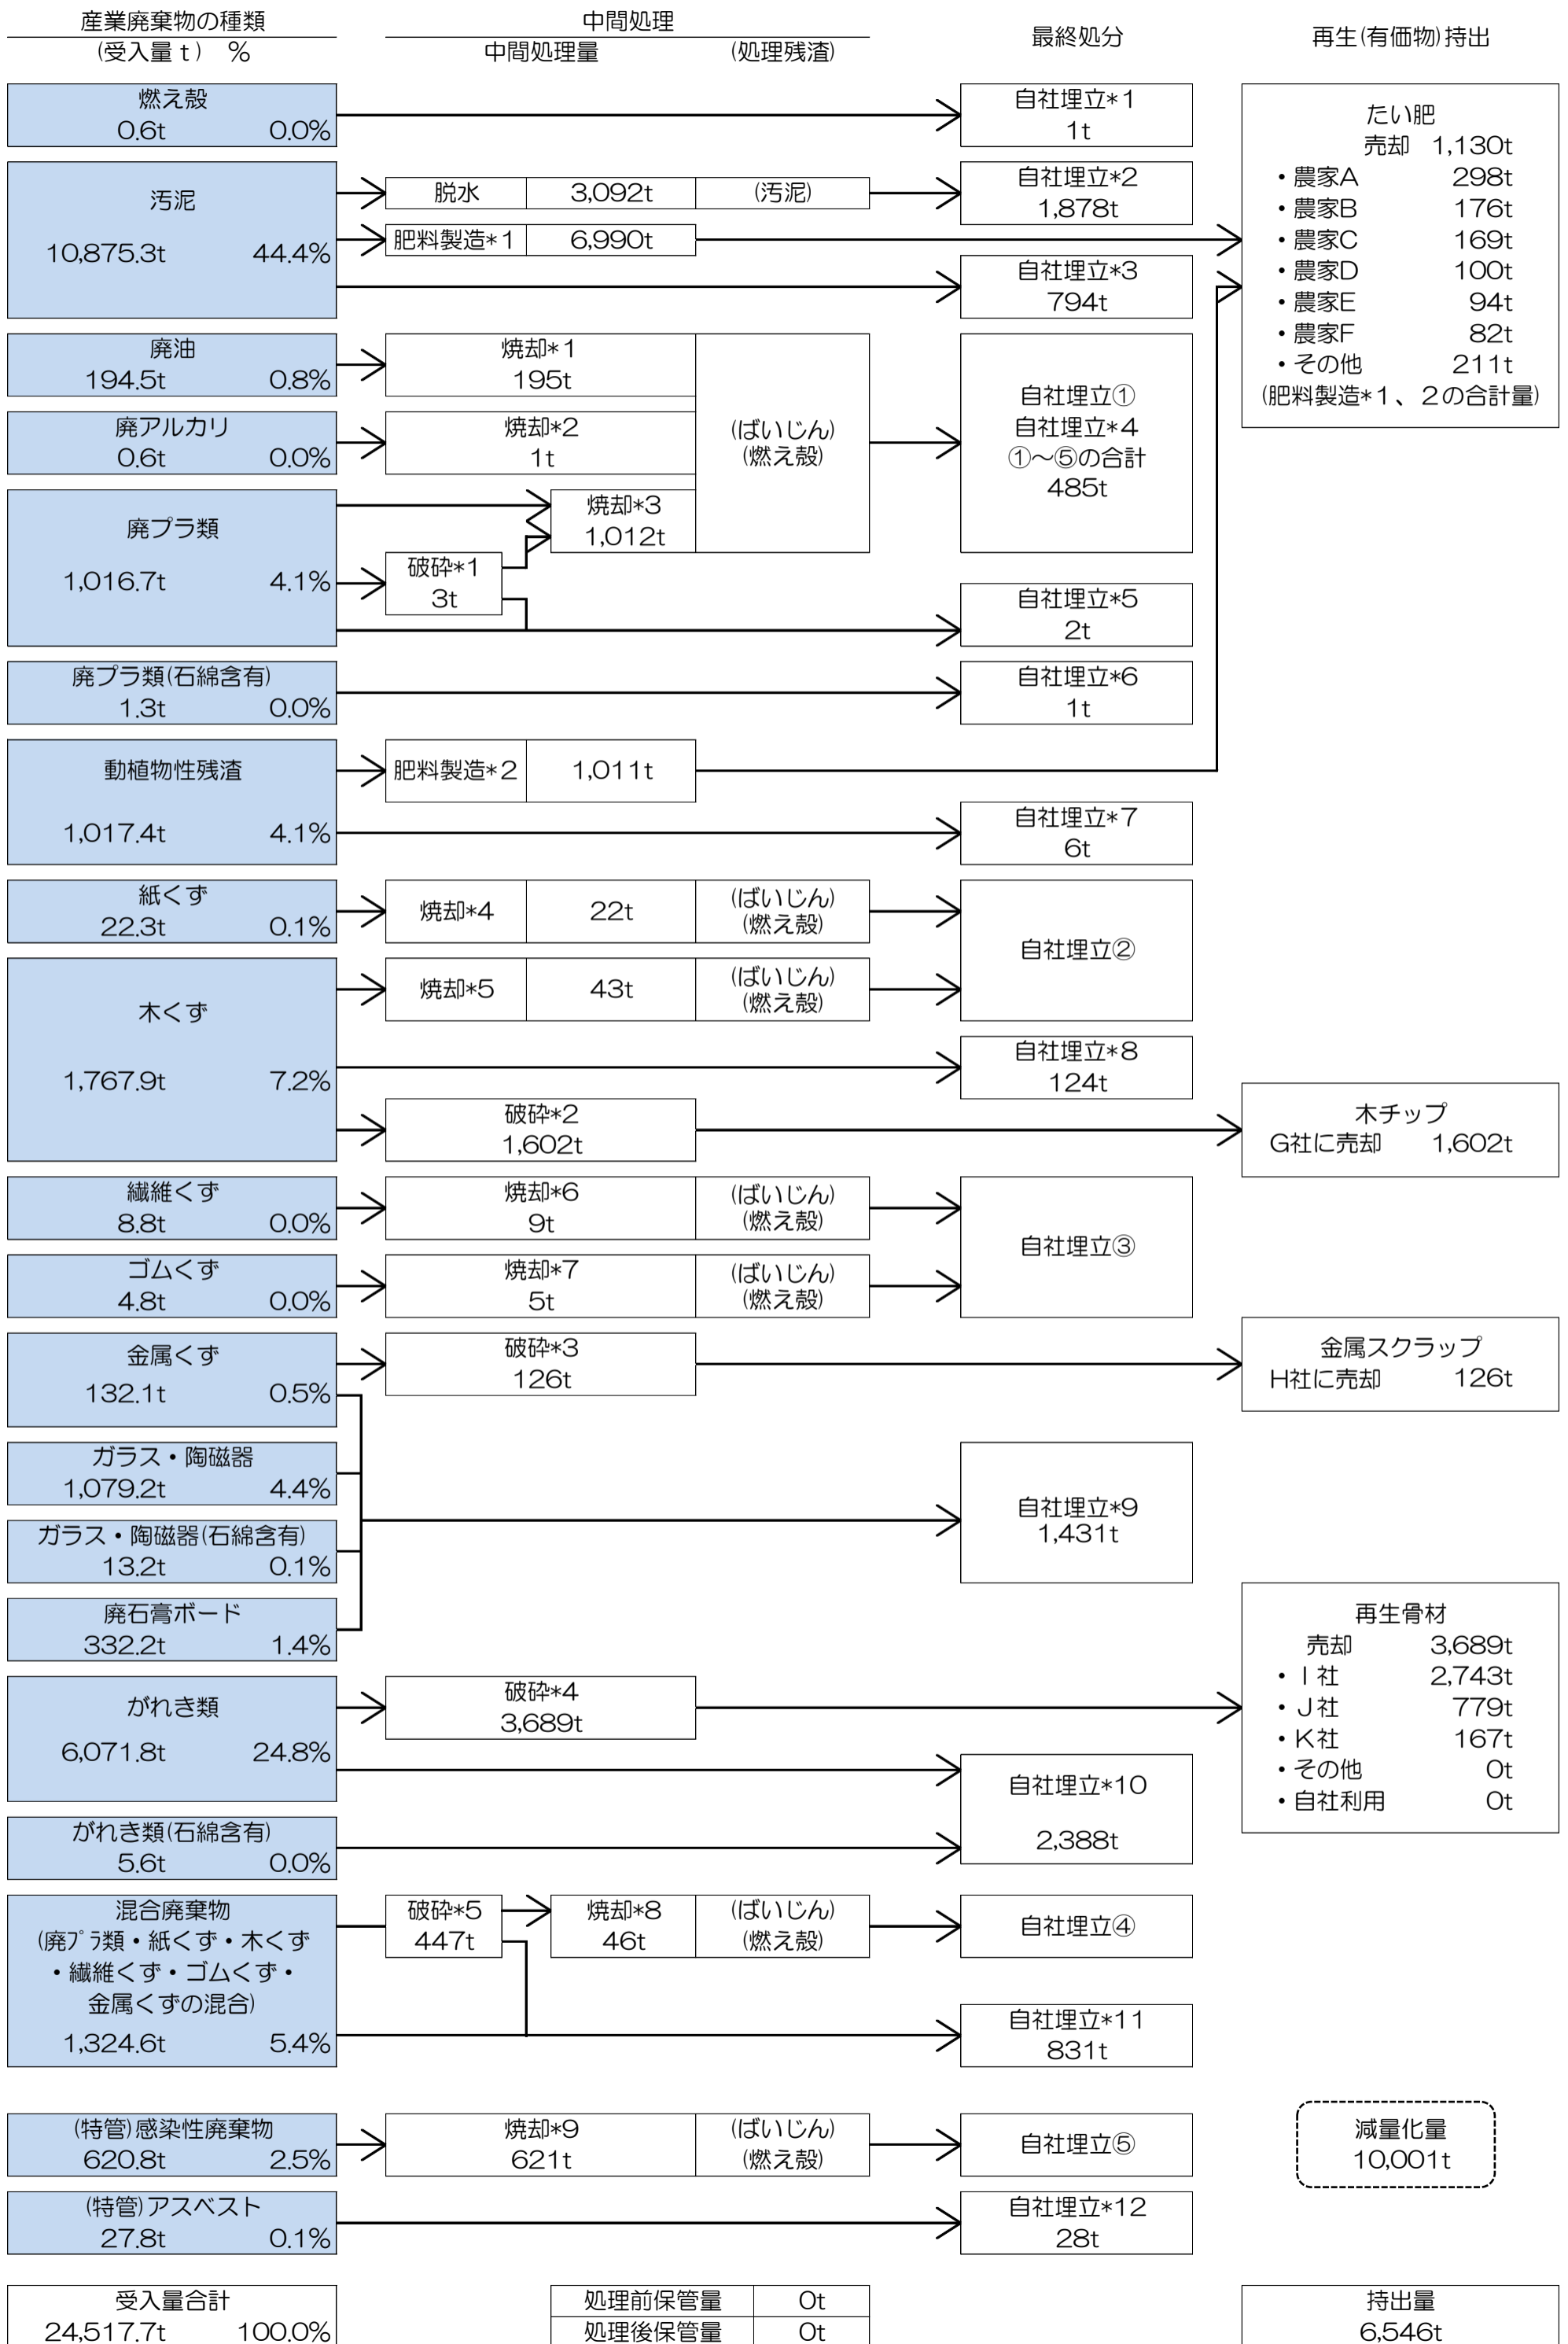 産業廃棄物の種類
(受入量ｔ) %
中間処理
中間処理量 (処理残渣)
最終処分
再生(有価物)持出
燃え殻
0.6t 0.0%
自社埋立*1
1t
汚泥
10,875.3t 44.4%
脱水 3,092t (汚泥)
自社埋立*2
1,878t
肥料製造*1 6,990t
自社埋立*3
794t
たい肥
売却 1,130t
・農家A 298t
・農家B 176t
・農家C 169t
・農家D 100t
・農家E 94t
・農家F 82t
・その他 211t
(肥料製造*1、2の合計量)
廃油
194.5t 0.8%
焼却*1
195t
廃アルカリ
0.6t 0.0%
焼却*2
1t
(ばいじん)
(燃え殻)
自社埋立①
自社埋立*4
①〜⑤の合計
485t
廃プラ類
1,016.7t 4.1%
焼却*3
1,012t
破砕*1
3t
自社埋立*5
2t
廃プラ類(石綿含有)
1.3t 0.0%
自社埋立*6
1t
動植物性残渣
1,017.4t 4.1%
肥料製造*2 1,011t
自社埋立*7
6t
紙くず
22.3t 0.1%
焼却*4 22t
(ばいじん)
(燃え殻)
自社埋立②
木くず
1,767.9t 7.2%
焼却*5 43t
(ばいじん)
(燃え殻)
自社埋立*8
124t
破砕*2
1,602t
木チップ
G社に売却 1,602t
繊維くず
8.8t 0.0%
焼却*6
9t
(ばいじん)
(燃え殻)
自社埋立③
ゴムくず
4.8t 0.0%
焼却*7
5t
(ばいじん)
(燃え殻)
金属くず
132.1t 0.5%
破砕*3
126t
金属スクラップ
H社に売却 126t
ガラス・陶磁器
1,079.2t 4.4%
ガラス・陶磁器(石綿含有)
13.2t 0.1%
自社埋立*9
1,431t
廃石膏ボード
332.2t 1.4%
がれき類
6,071.8t 24.8%
破砕*4
3,689t
再生骨材
売却 3,689t
・I社 2,743t
・J社 779t
・K社 167t
・その他 0t
・自社利用 0t
自社埋立*10
2,388t
がれき類(石綿含有)
5.6t 0.0%
混合廃棄物
(廃ﾌﾟﾗ類・紙くず・木くず
・繊維くず・ゴムくず・
金属くずの混合)
1,324.6t 5.4%
破砕*5
447t
焼却*8
46t
(ばいじん)
(燃え殻)
自社埋立④
自社埋立*11
831t
(特管)感染性廃棄物
620.8t 2.5%
焼却*9
621t
(ばいじん)
(燃え殻)
自社埋立⑤
減量化量
10,001t
(特管)アスベスト
27.8t 0.1%
自社埋立*12
28t
受入量合計
24,517.7t 100.0%
処理前保管量 0t
処理後保管量 0t
持出量
6,546t